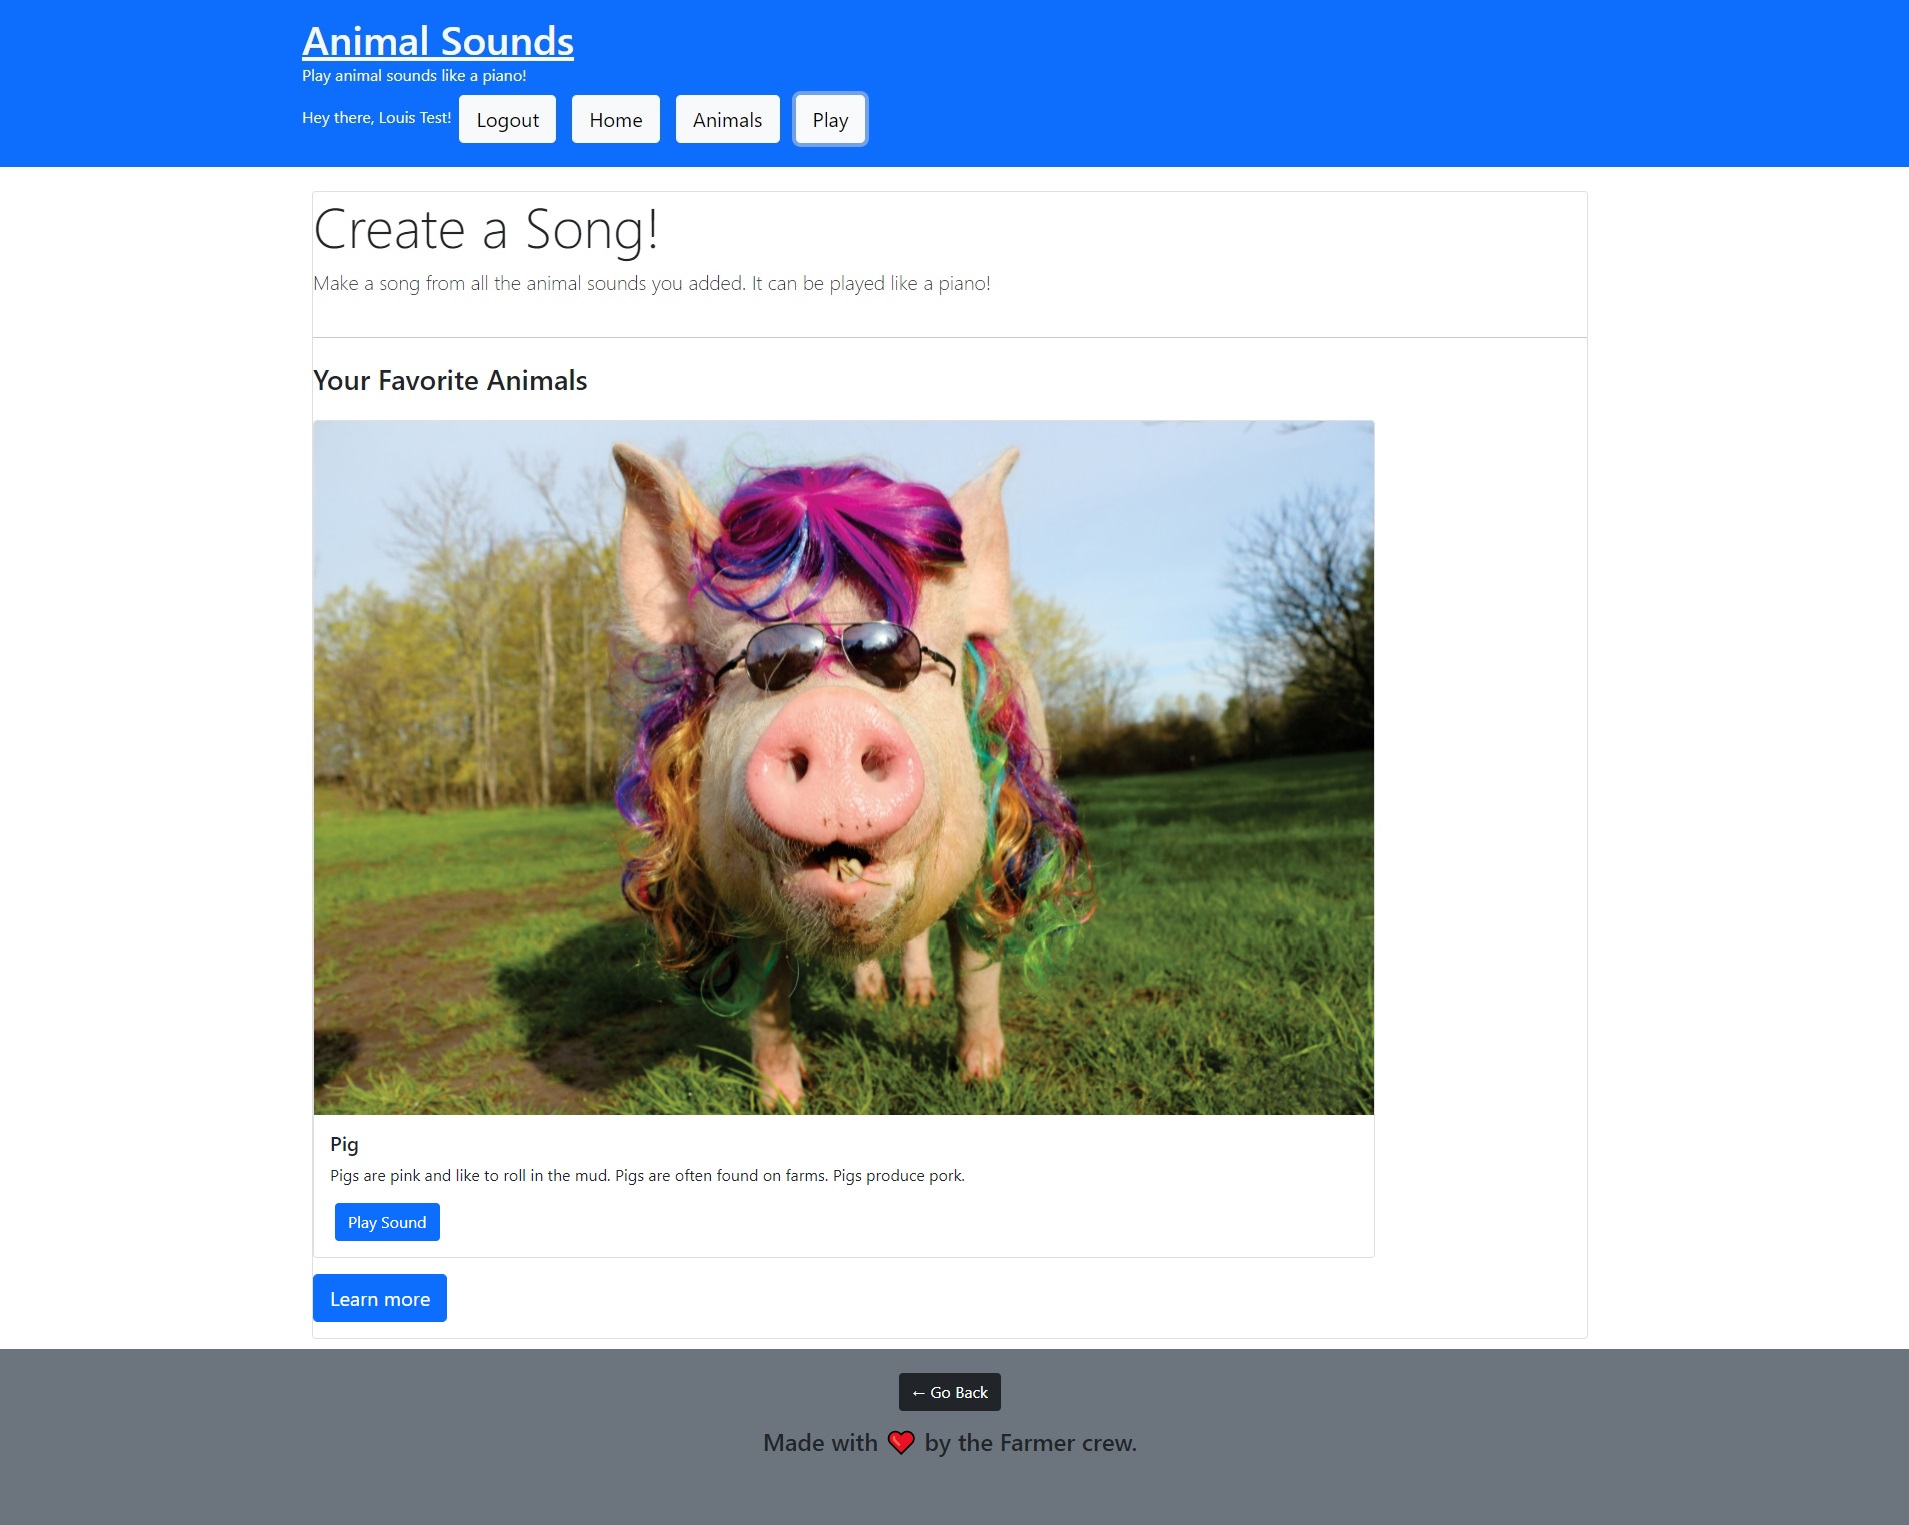 Animal Sounds
Play animal sounds like a piano!
Hey there, Louis Test! Logout Home Animals Play
Create a Song!
Make a song from all the animal sounds you added. It can be played like a piano!
Your Favorite Animals
Pig
Pigs are pink and like to roll in the mud. Pigs are often found on farms. Pigs produce pork.
Play Sound
Learn more
← Go Back
Made with ❤️ by the Farmer crew.